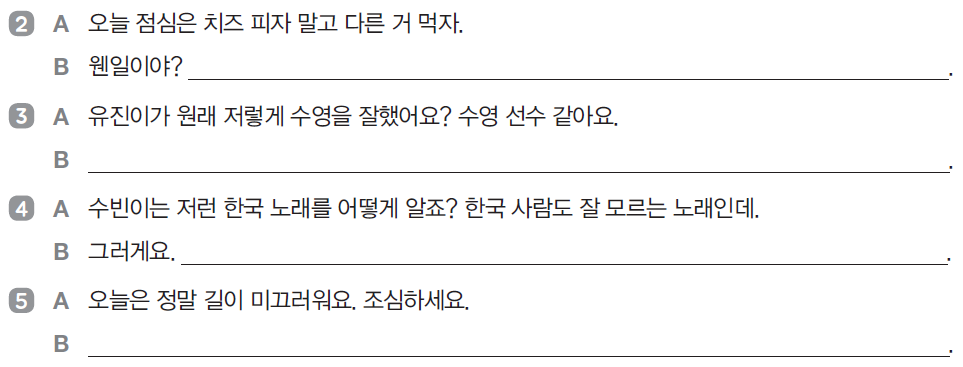 2 A 오늘 점심은 치즈 피자 말고 다른 거 먹자.
B 웬일이야? .
3 A 유진이가 원래 저렇게 수영을 잘했어요? 수영 선수 같아요.
B .
4 A 수빈이는 저런 한국 노래를 어떻게 알죠? 한국 사람도 잘 모르는 노래인데.
B 그러게요. .
5 A 오늘은 정말 길이 미끄러워요. 조심하세요.
B .